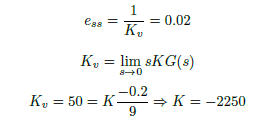 e_ss = 1/K_v = 0.02
K_v = lim_{s→0} sKG(s)
K_v = 50 = K -0.2/9 ⇒ K = −2250